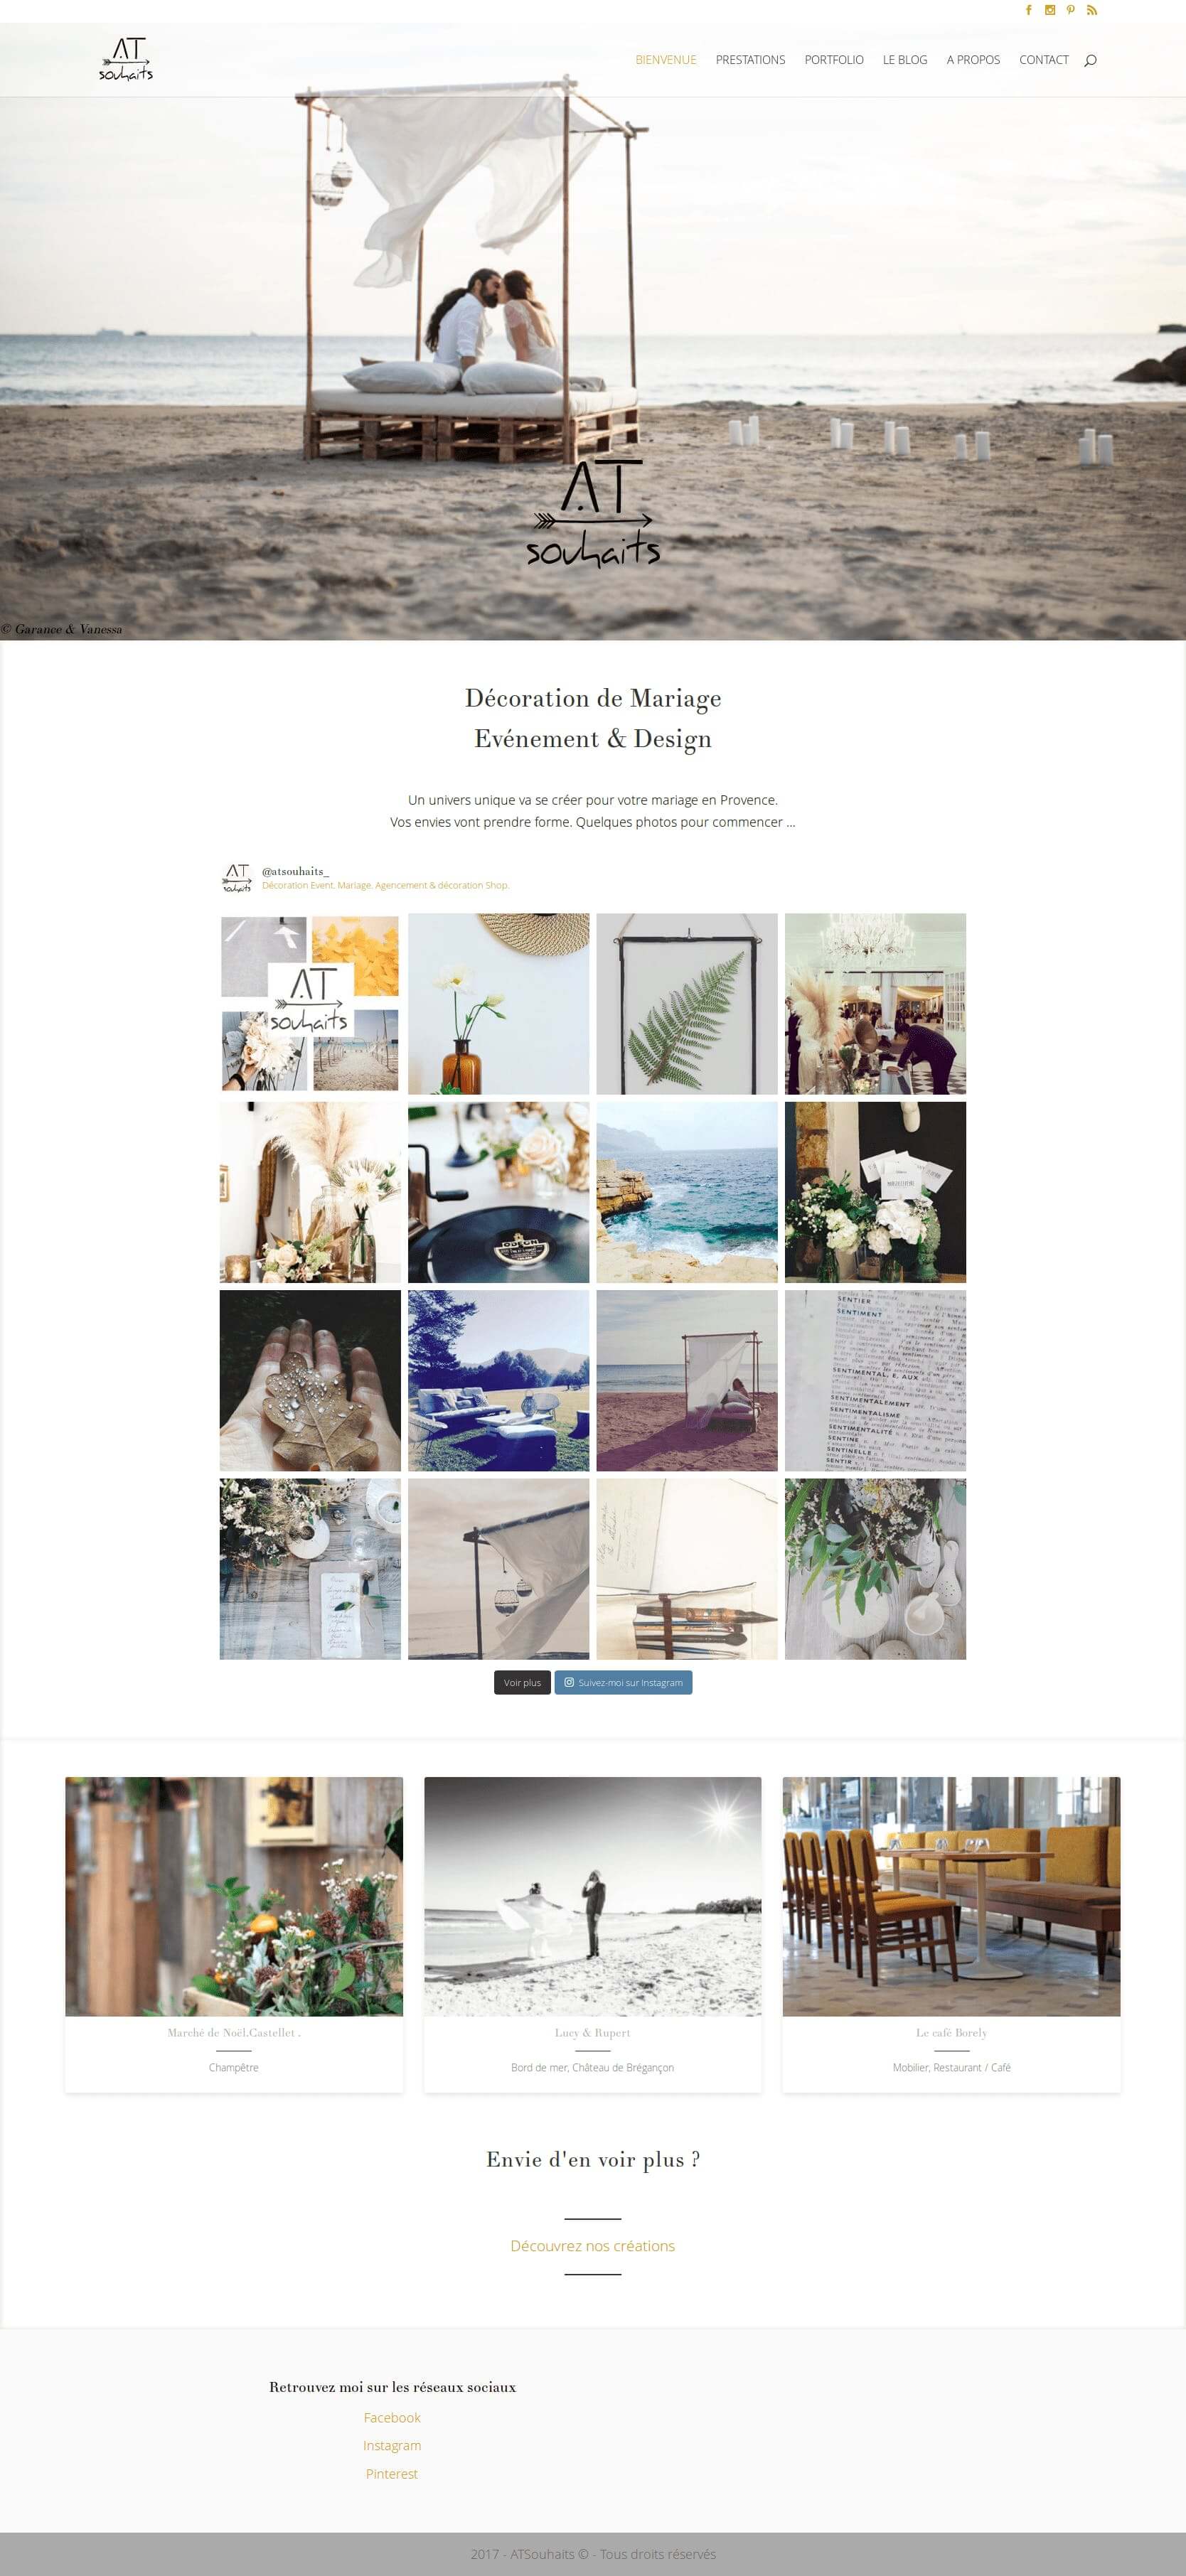 AT
souhaits
BIENVENUE PRESTATIONS PORTFOLIO LE BLOG A PROPOS CONTACT
AT
souhaits
© Garance & Vanessa
Décoration de Mariage
Evénement & Design
Un univers unique va se créer pour votre mariage en Provence.
Vos envies vont prendre forme. Quelques photos pour commencer ...
AT
souhaits
@atsouhaits_
Décoration Event. Mariage. Agencement & décoration Shop.
AT
souhaits
SENTIER
SENTIMENT
SENTIMENTAL, E, AUX
SENTIMENTALEMENT
SENTIMENTALISME
SENTIMENTALITÉ
SENTINE
SENTINELLE
SENTIR
Voir plus
Suivez-moi sur Instagram
Marché de Noël.Castellet .
Champêtre
Lucy & Rupert
Bord de mer, Château de Brégançon
Le café Borely
Mobilier, Restaurant / Café
Envie d'en voir plus ?
Découvrez nos créations
Retrouvez moi sur les réseaux sociaux
Facebook
Instagram
Pinterest
2017 - ATSouhaits © - Tous droits réservés